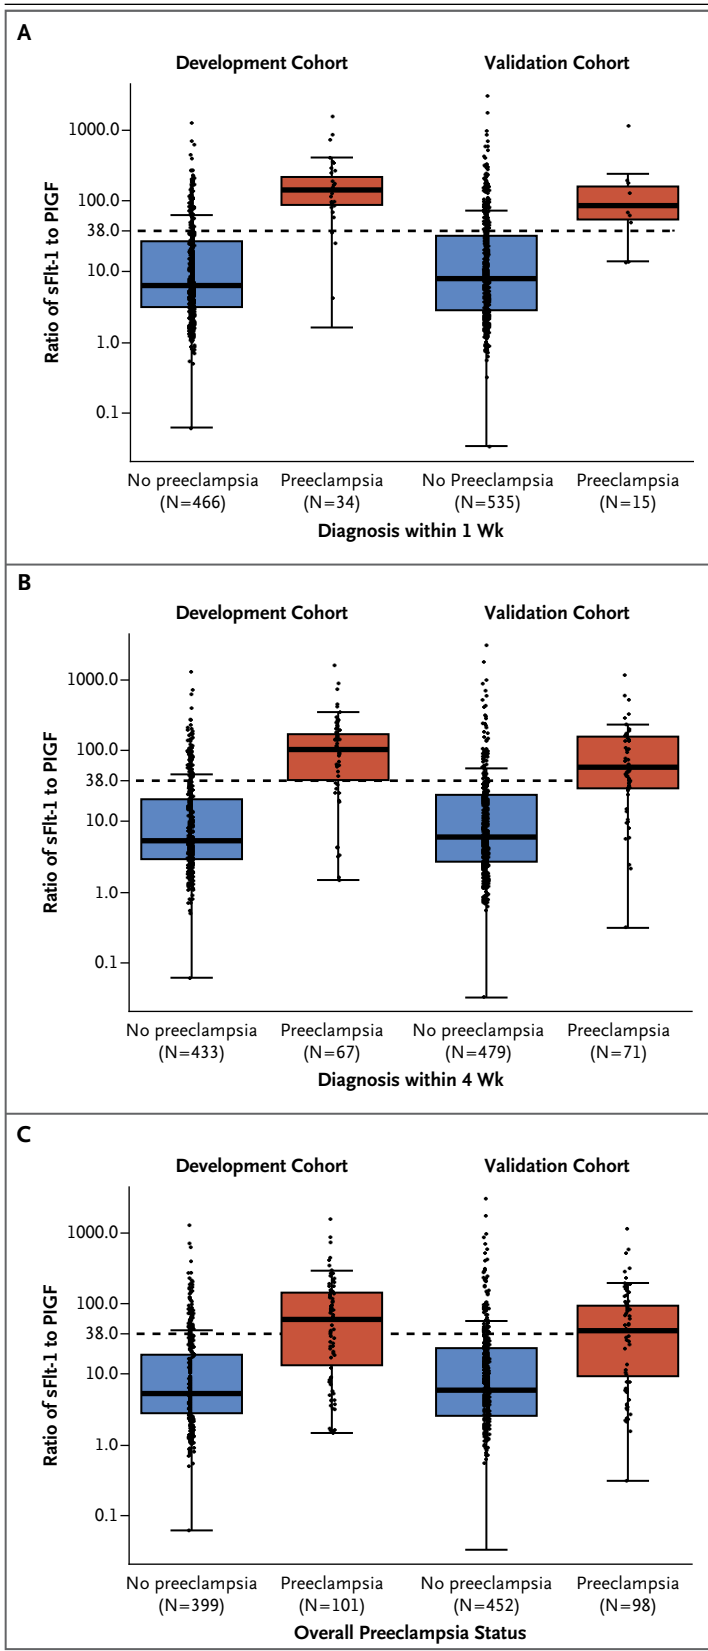 A
Development Cohort
Validation Cohort
Ratio of sFlt-1 to PlGF
1000.0
100.0
38.0
10.0
1.0
0.1
No preeclampsia
(N=466)
Preeclampsia
(N=34)
No Preeclampsia
(N=535)
Preeclampsia
(N=15)
Diagnosis within 1 Wk
B
Development Cohort
Validation Cohort
Ratio of sFlt-1 to PlGF
1000.0
100.0
38.0
10.0
1.0
0.1
No preeclampsia
(N=433)
Preeclampsia
(N=67)
No preeclampsia
(N=479)
Preeclampsia
(N=71)
Diagnosis within 4 Wk
C
Development Cohort
Validation Cohort
Ratio of sFlt-1 to PlGF
1000.0
100.0
38.0
10.0
1.0
0.1
No preeclampsia
(N=399)
Preeclampsia
(N=101)
No preeclampsia
(N=452)
Preeclampsia
(N=98)
Overall Preeclampsia Status